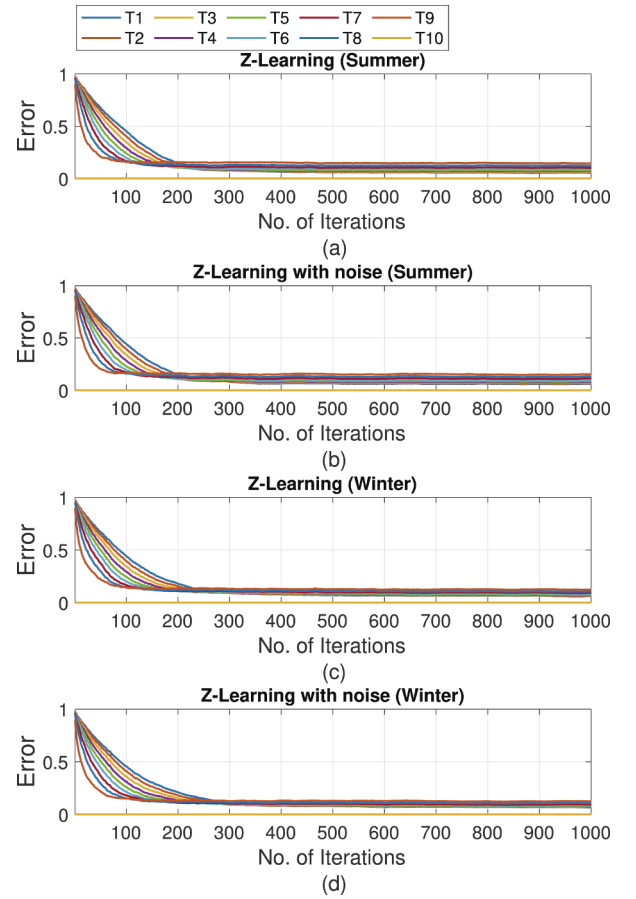 T1 T3 T5 T7 T9
T2 T4 T6 T8 T10
Z-Learning (Summer)
Error
1
0.5
0
100 200 300 400 500 600 700 800 900 1000
No. of Iterations
(a)
Z-Learning with noise (Summer)
Error
1
0.5
0
100 200 300 400 500 600 700 800 900 1000
No. of Iterations
(b)
Z-Learning (Winter)
Error
1
0.5
0
100 200 300 400 500 600 700 800 900 1000
No. of Iterations
(c)
Z-Learning with noise (Winter)
Error
1
0.5
0
100 200 300 400 500 600 700 800 900 1000
No. of Iterations
(d)